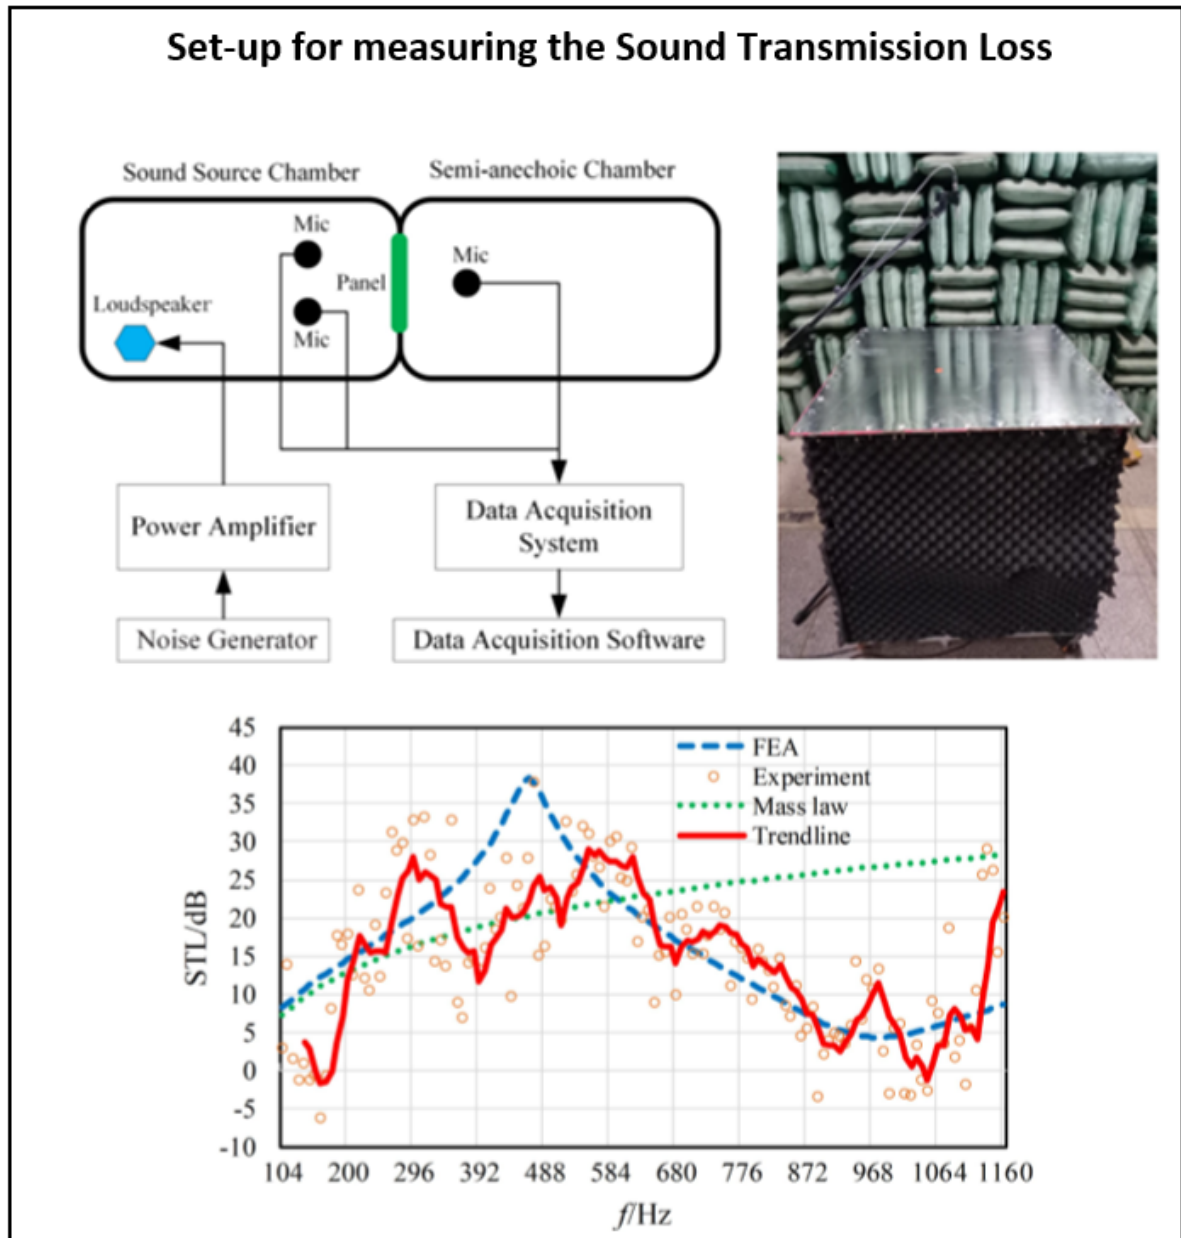 Set-up for measuring the Sound Transmission Loss
Sound Source Chamber
Semi-anechoic Chamber
Mic
Mic
Panel
Loudspeaker
Mic
Power Amplifier
Data Acquisition
System
Noise Generator
Data Acquisition Software
45
40
35
30
25
20
15
10
5
0
-5
-10
STL/dB
FEA
Experiment
Mass law
Trendline
104 200 296 392 488 584 680 776 872 968 1064 1160
f/Hz